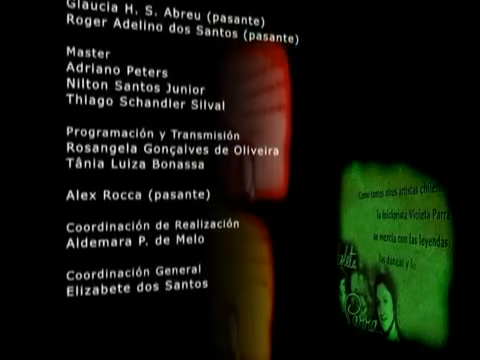 Glaucia H. S. Abreu (pasante)
Roger Adelino dos Santos (pasante)
Master
Adriano Peters
Nilton Santos Junior
Thiago Schandler Silval
Programación y Transmisión
Rosangela Gonçalves de Oliveira
Tânia Luiza Bonassa
Alex Rocca (pasante)
Coordinación de Realización
Aldemara P. de Melo
Coordinación General
Elizabete dos Santos
Como tantos otros artistas
la folclorista Violeta Parra
se mezcla con las leyendas
las danzas y
Parra